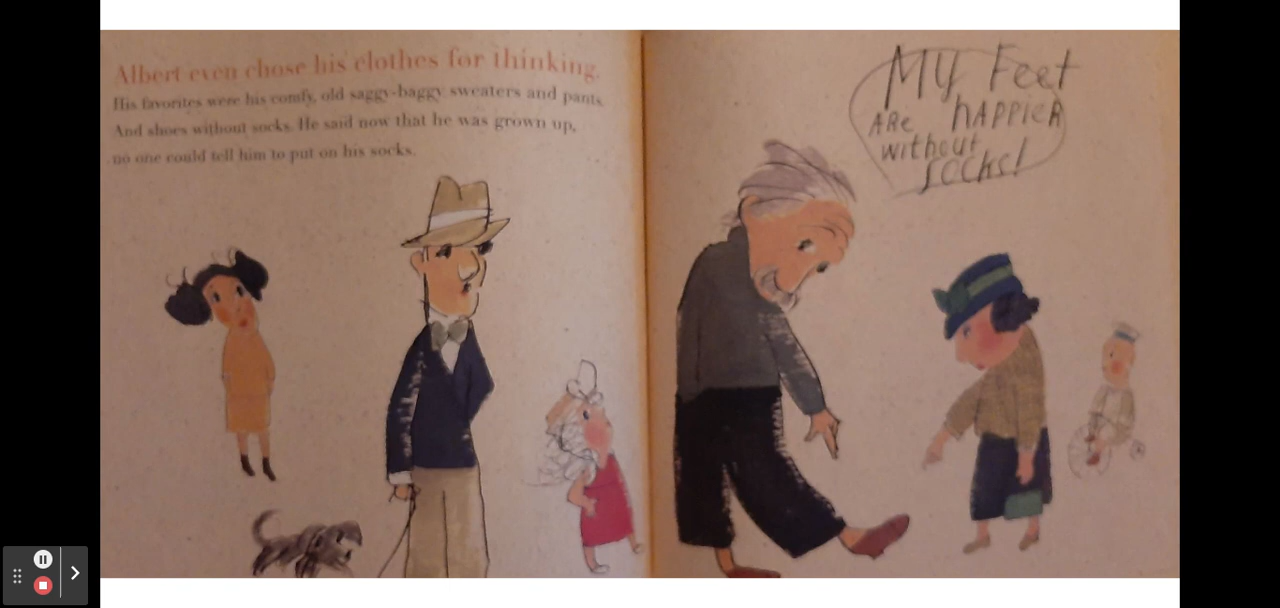 Albert even chose his clothes for thinking.
His favorites were his comfy, old saggy-baggy sweaters and pants.
And shoes without socks. He said now that he was grown up,
no one could tell him to put on his socks.
My Feet
ARe hAPPieR
without
SOCKS!